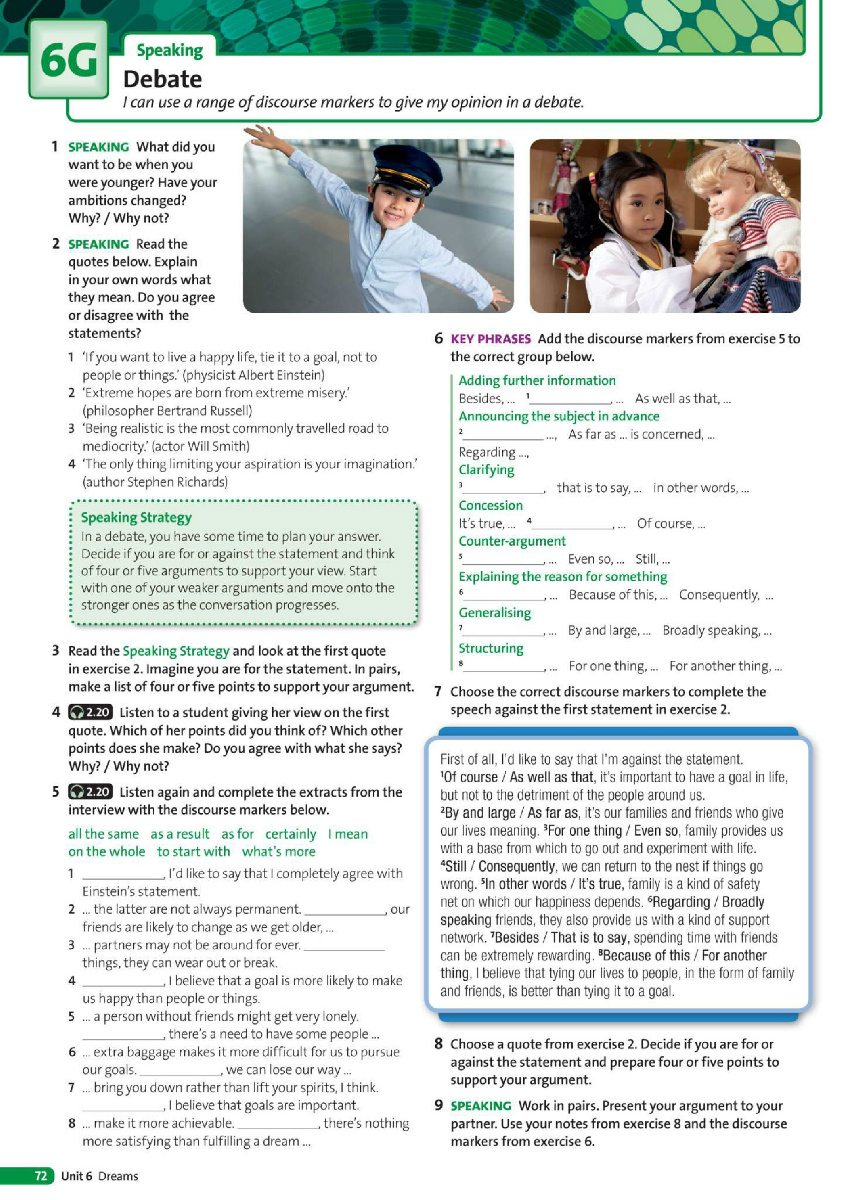 6G
Speaking
Debate
I can use a range of discourse markers to give my opinion in a debate.
1 SPEAKING What did you
want to be when you
were younger? Have your
ambitions changed?
Why? / Why not?
2 SPEAKING Read the
quotes below. Explain
in your own words what
they mean. Do you agree
or disagree with the
statements?
1 'If you want to live a happy life, tie it to a goal, not to
people or things.' (physicist Albert Einstein)
2 'Extreme hopes are born from extreme misery.'
(philosopher Bertrand Russell)
3 'Being realistic is the most commonly travelled road to
mediocrity.' (actor Will Smith)
4 'The only thing limiting your aspiration is your imagination.'
(author Stephen Richards)
Speaking Strategy
In a debate, you have some time to plan your answer.
Decide if you are for or against the statement and think
of four or five arguments to support your view. Start
with one of your weaker arguments and move onto the
stronger ones as the conversation progresses.
3 Read the Speaking Strategy and look at the first quote
in exercise 2. Imagine you are for the statement. In pairs,
make a list of four or five points to support your argument.
4 2.20 Listen to a student giving her view on the first
quote. Which of her points did you think of? Which other
points does she make? Do you agree with what she says?
Why? / Why not?
5 2.20 Listen again and complete the extracts from the
interview with the discourse markers below.
all the same as a result as for certainly I mean
on the whole to start with what's more
1 ____________, I'd like to say that I completely agree with
Einstein's statement.
2 ... the latter are not always permanent. ____________, our
friends are likely to change as we get older, ...
3 ... partners may not be around for ever. ____________
things, they can wear out or break.
4 ____________, I believe that a goal is more likely to make
us happy than people or things.
5 ... a person without friends might get very lonely.
____________, there's a need to have some people ...
6 ... extra baggage makes it more difficult for us to pursue
our goals. ____________, we can lose our way ...
7 ... bring you down rather than lift your spirits, I think.
____________, I believe that goals are important.
8 ... make it more achievable. ____________, there's nothing
more satisfying than fulfilling a dream ...
6 KEY PHRASES Add the discourse markers from exercise 5 to
the correct group below.
Adding further information
Besides, ... 1____________, ... As well as that, ...
Announcing the subject in advance
2____________ ..., As far as ... is concerned, ...
Regarding ...,
Clarifying
3____________, that is to say, ... in other words, ...
Concession
It's true, ... 4____________, ... Of course, ...
Counter-argument
5____________, ... Even so, ... Still, ...
Explaining the reason for something
6____________, ... Because of this, ... Consequently, ...
Generalising
7____________, ... By and large, ... Broadly speaking, ...
Structuring
8____________, ... For one thing, ... For another thing, ...
7 Choose the correct discourse markers to complete the
speech against the first statement in exercise 2.
First of all, I'd like to say that I'm against the statement.
1Of course / As well as that, it's important to have a goal in life,
but not to the detriment of the people around us.
2By and large / As far as, it's our families and friends who give
our lives meaning. 3For one thing / Even so, family provides us
with a base from which to go out and experiment with life.
4Still / Consequently, we can return to the nest if things go
wrong. 5In other words / It's true, family is a kind of safety
net on which our happiness depends. 6Regarding / Broadly
speaking friends, they also provide us with a kind of support
network. 7Besides / That is to say, spending time with friends
can be extremely rewarding. 8Because of this / For another
thing, I believe that tying our lives to people, in the form of family
and friends, is better than tying it to a goal.
8 Choose a quote from exercise 2. Decide if you are for or
against the statement and prepare four or five points to
support your argument.
9 SPEAKING Work in pairs. Present your argument to your
partner. Use your notes from exercise 8 and the discourse
markers from exercise 6.
72 Unit 6 Dreams